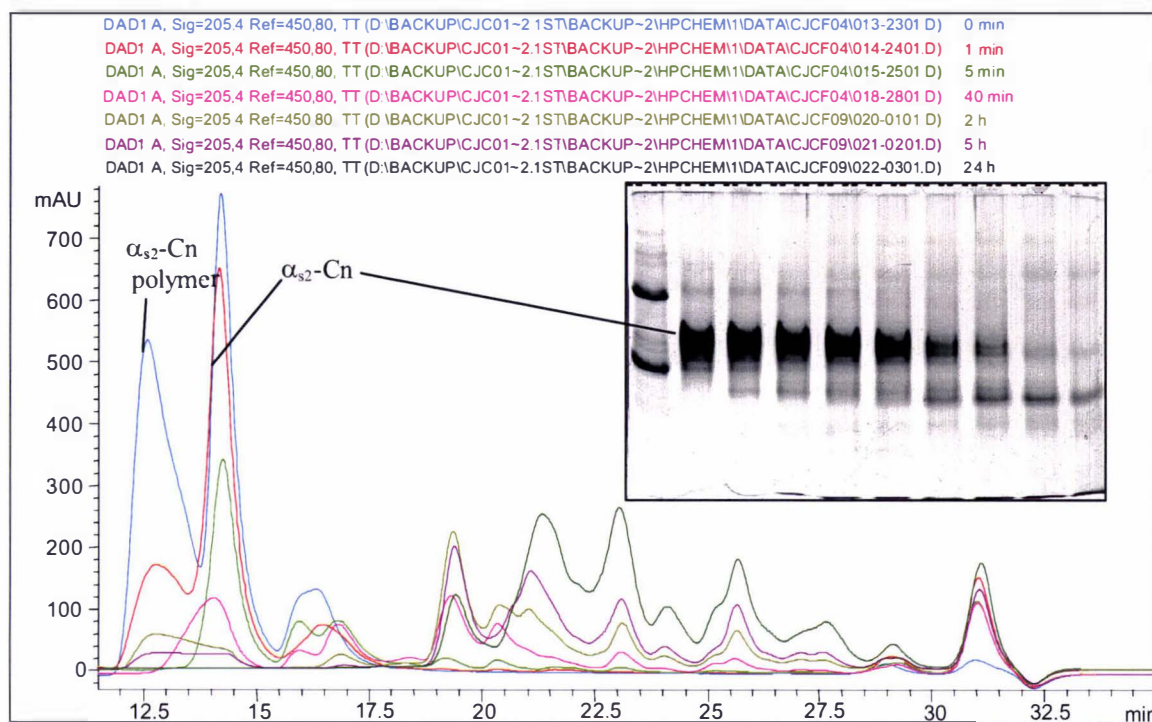 DAD1 A, Sig=205,4 Ref=450,80, TT (D:\BACKUP\CJC01~2.1ST\BACKUP~2\HPCHEM\1\DATA\CJCF04\013-2301.D) 0 min
DAD1 A, Sig=205,4 Ref=450,80, TT (D:\BACKUP\CJC01~2.1ST\BACKUP~2\HPCHEM\1\DATA\CJCF04\014-2401.D) 1 min
DAD1 A, Sig=205,4 Ref=450,80, TT (D:\BACKUP\CJC01~2.1ST\BACKUP~2\HPCHEM\1\DATA\CJCF04\015-2501.D) 5 min
DAD1 A, Sig=205,4 Ref=450,80, TT (D:\BACKUP\CJC01~2.1ST\BACKUP~2\HPCHEM\1\DATA\CJCF04\018-2801.D) 40 min
DAD1 A, Sig=205,4 Ref=450,80, TT (D:\BACKUP\CJC01~2.1ST\BACKUP~2\HPCHEM\1\DATA\CJCF09\020-0101.D) 2 h
DAD1 A, Sig=205,4 Ref=450,80, TT (D:\BACKUP\CJC01~2.1ST\BACKUP~2\HPCHEM\1\DATA\CJCF09\021-0201.D) 5 h
DAD1 A, Sig=205,4 Ref=450,80, TT (D:\BACKUP\CJC01~2.1ST\BACKUP~2\HPCHEM\1\DATA\CJCF09\022-0301.D) 24 h
mAU
700
600
500
400
300
200
100
0
αs2-Cn
polymer
αs2-Cn
12.5 15 17.5 20 22.5 25 27.5 30 32.5 min